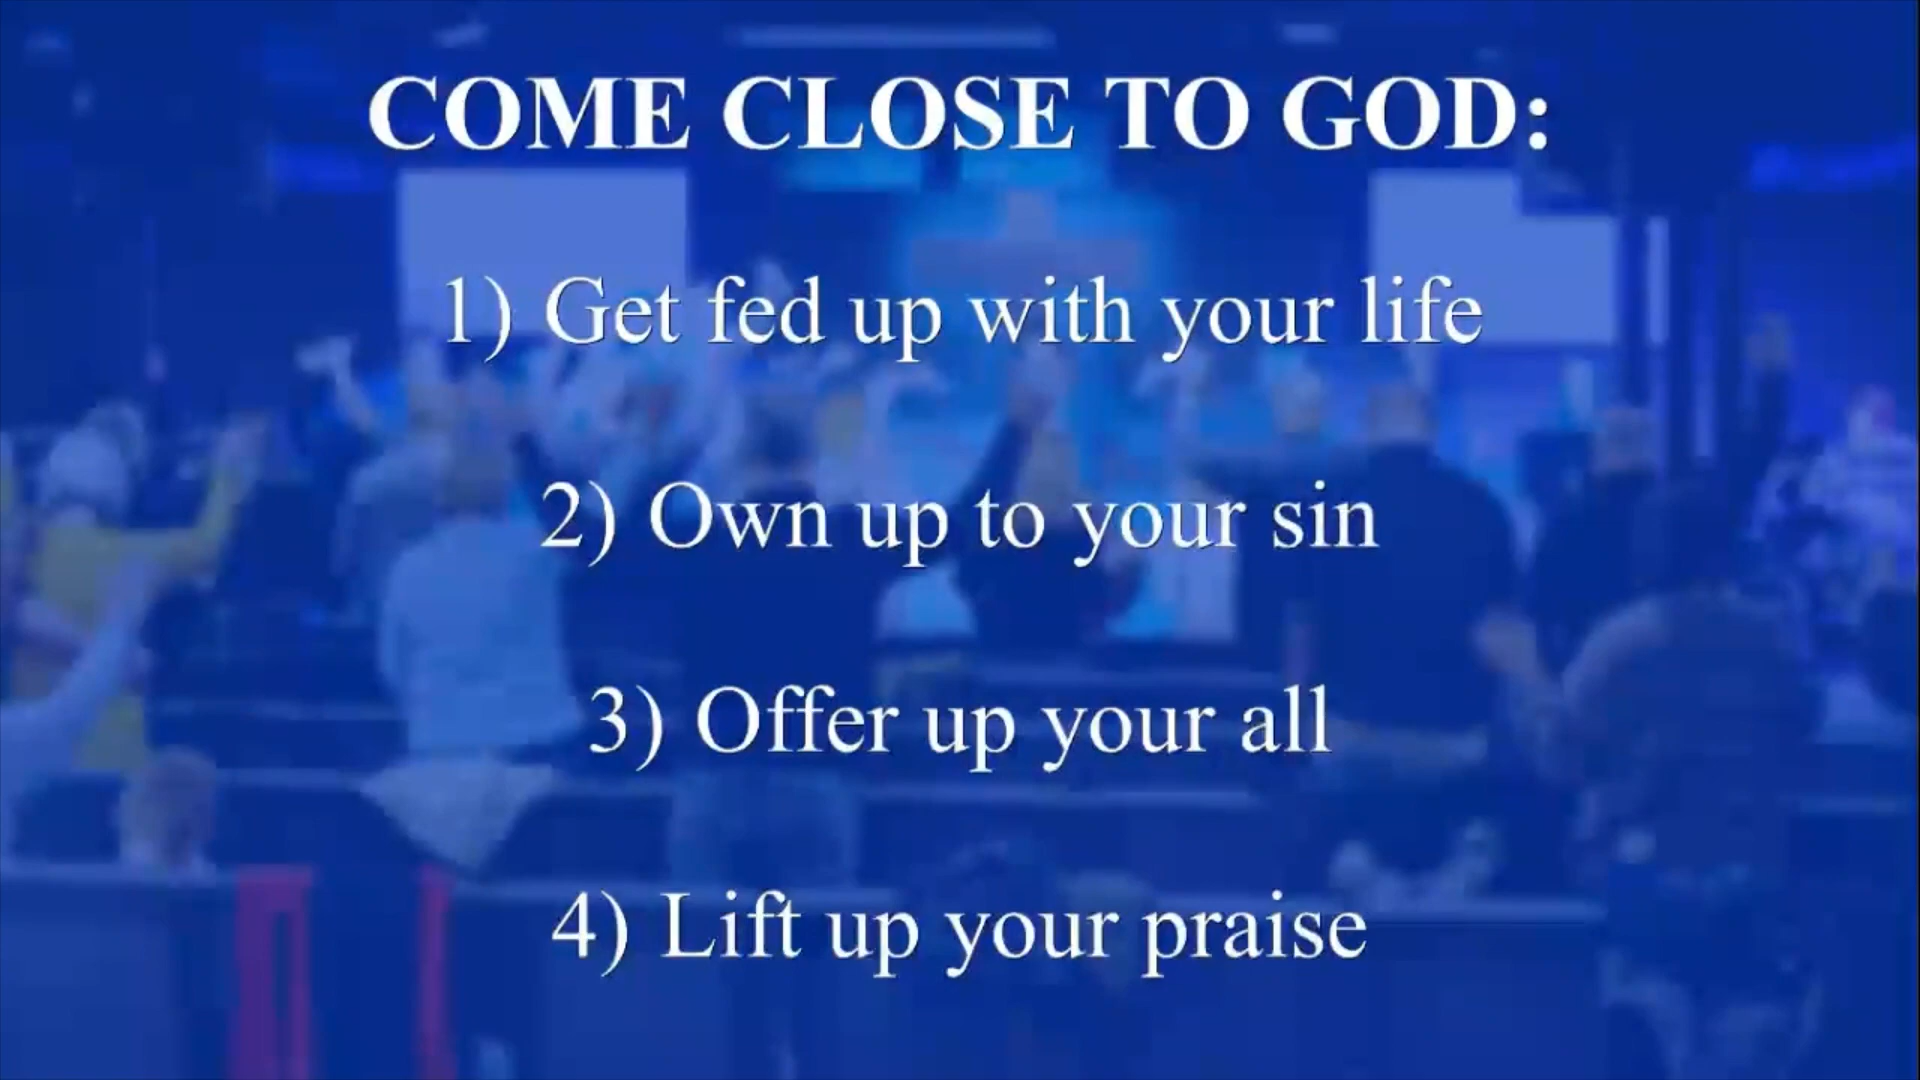 COME CLOSE TO GOD:
1) Get fed up with your life
2) Own up to your sin
3) Offer up your all
4) Lift up your praise